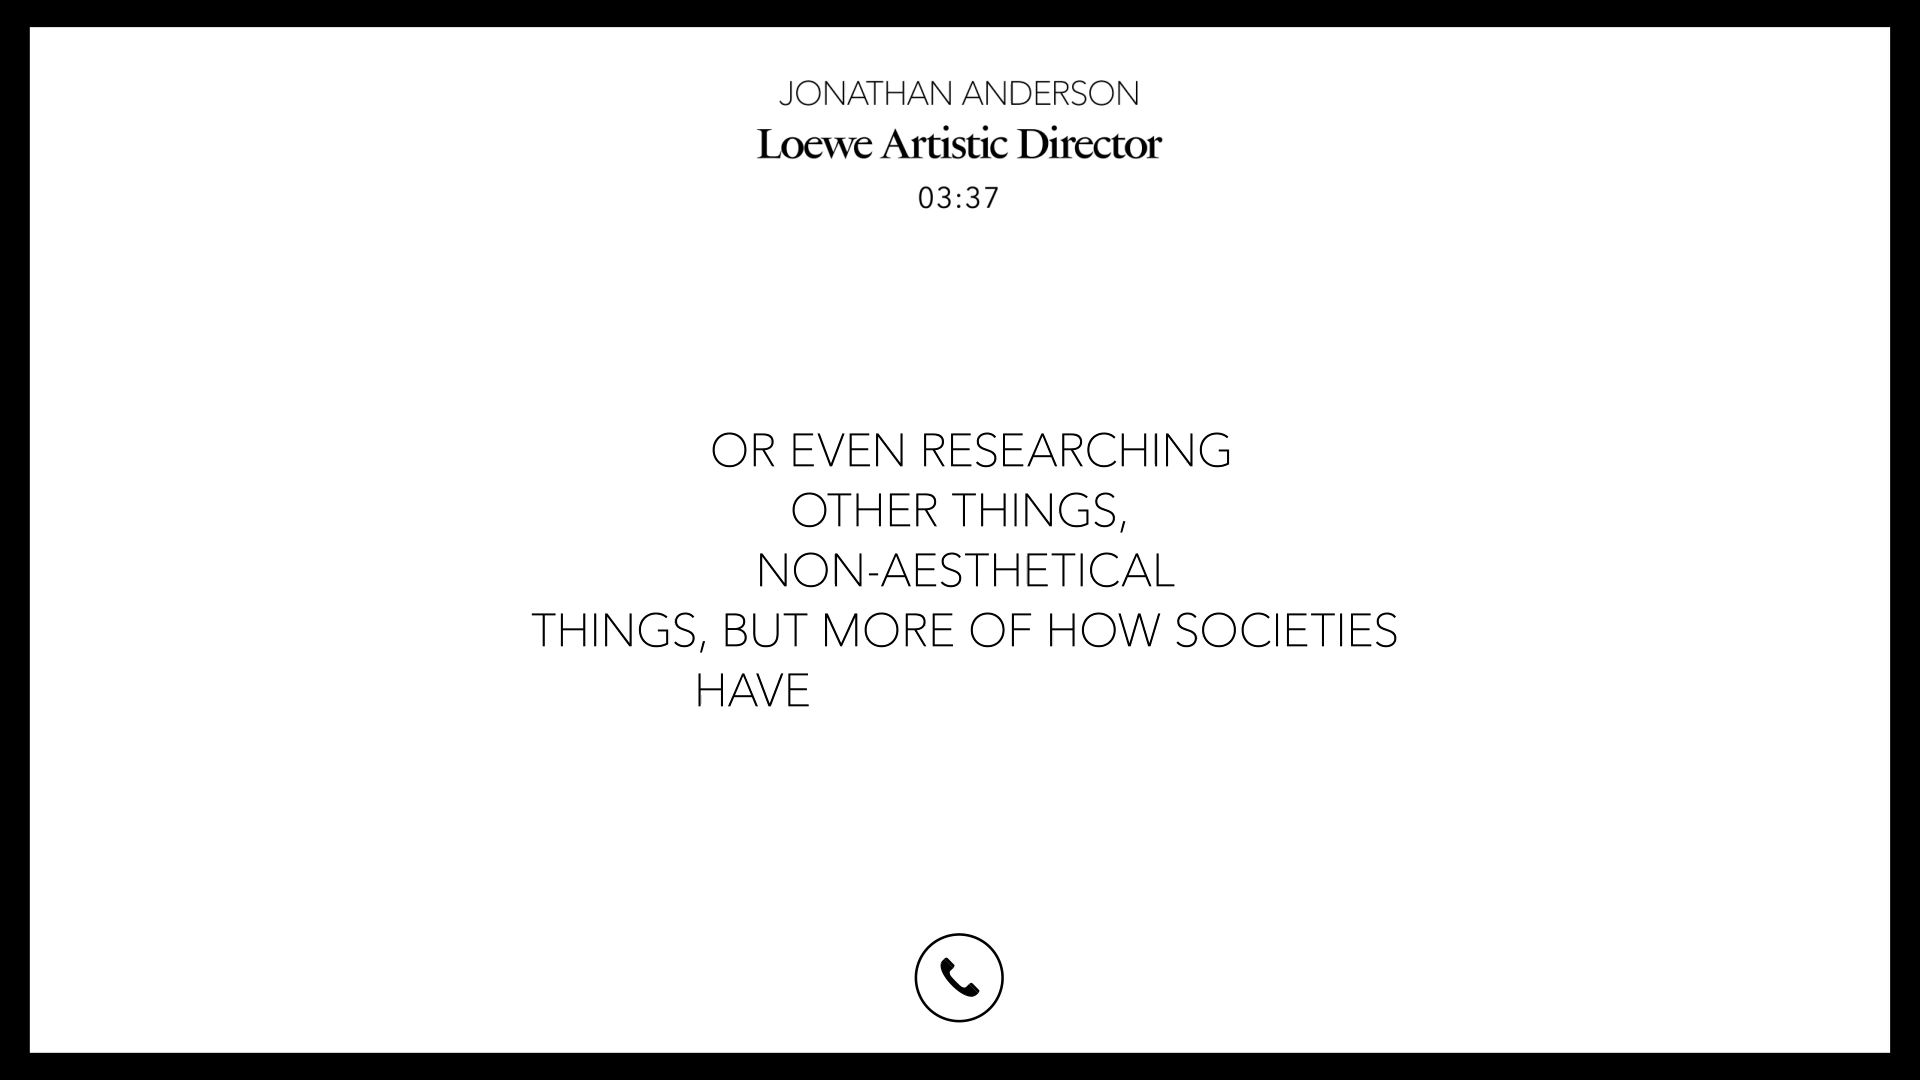 JONATHAN ANDERSON
Loewe Artistic Director
03:37
OR EVEN RESEARCHING
OTHER THINGS,
NON-AESTHETICAL
THINGS, BUT MORE OF HOW SOCIETIES
HAVE